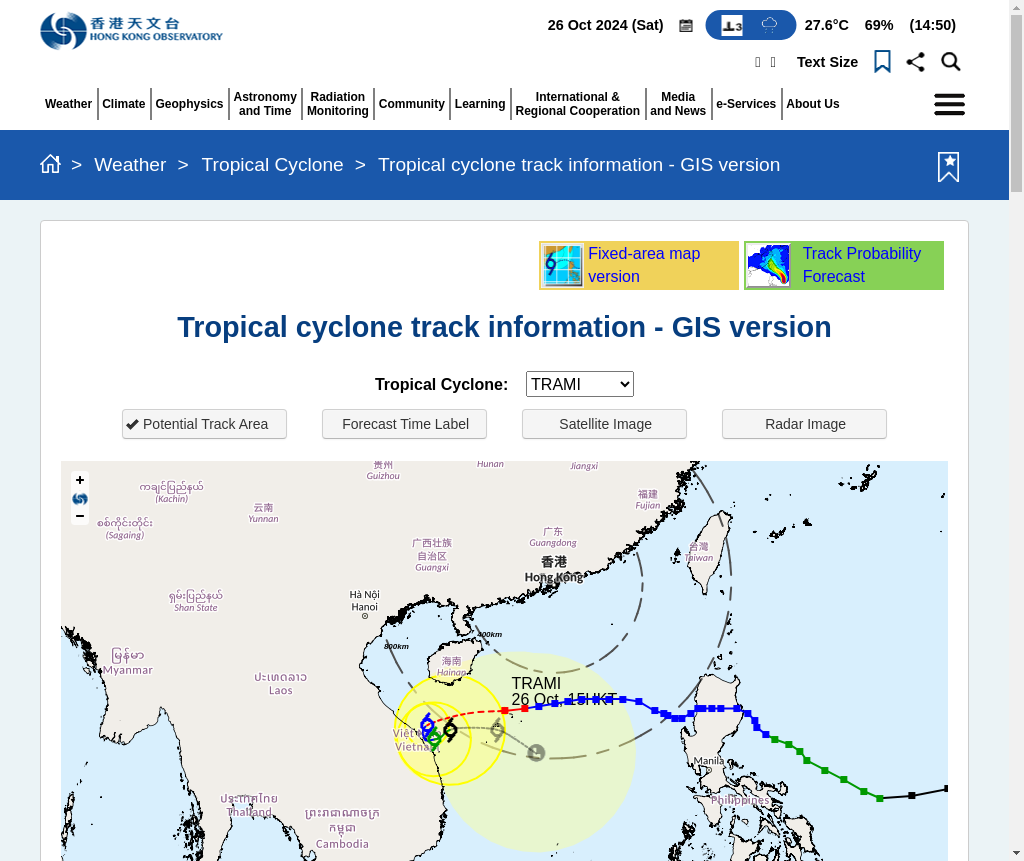 香港天文台
HONG KONG OBSERVATORY
26 Oct 2024 (Sat)
3
27.6°C 69% (14:50)
Text Size
Weather
Climate
Geophysics
Astronomy
and Time
Radiation
Monitoring
Community
Learning
International &
Regional Cooperation
Media
and News
e-Services
About Us
> Weather > Tropical Cyclone > Tropical cyclone track information - GIS version
Fixed-area map
version
Track Probability
Forecast
Tropical cyclone track information - GIS version
Tropical Cyclone: TRAMI
Potential Track Area
Forecast Time Label
Satellite Image
Radar Image
+
−
贵州
Guizhou
Hunan
Jiangxi
ကချင်ပြည်နယ်
(Kachin)
စစ်ကိုင်းတိုင်း
(Sagaing)
云南
Yunnan
福建
Fujian
广西壮族
自治区
Guangxi
广东
Guangdong
香港
Hong Kong
台灣
Taiwan
ရှမ်းပြည်နယ်
Shan State
Hà Nội
Hanoi
800km
400km
မြန်မာ
Myanmar
海南
Hainan
ປະເທດລາວ
Laos
TRAMI
26 Oct, 15HKT
Việt
Vietnam
Manila
Philippines
ประเทศไทย
Thailand
ព្រះរាជាណាចក្រ
កម្ពុជា
Cambodia